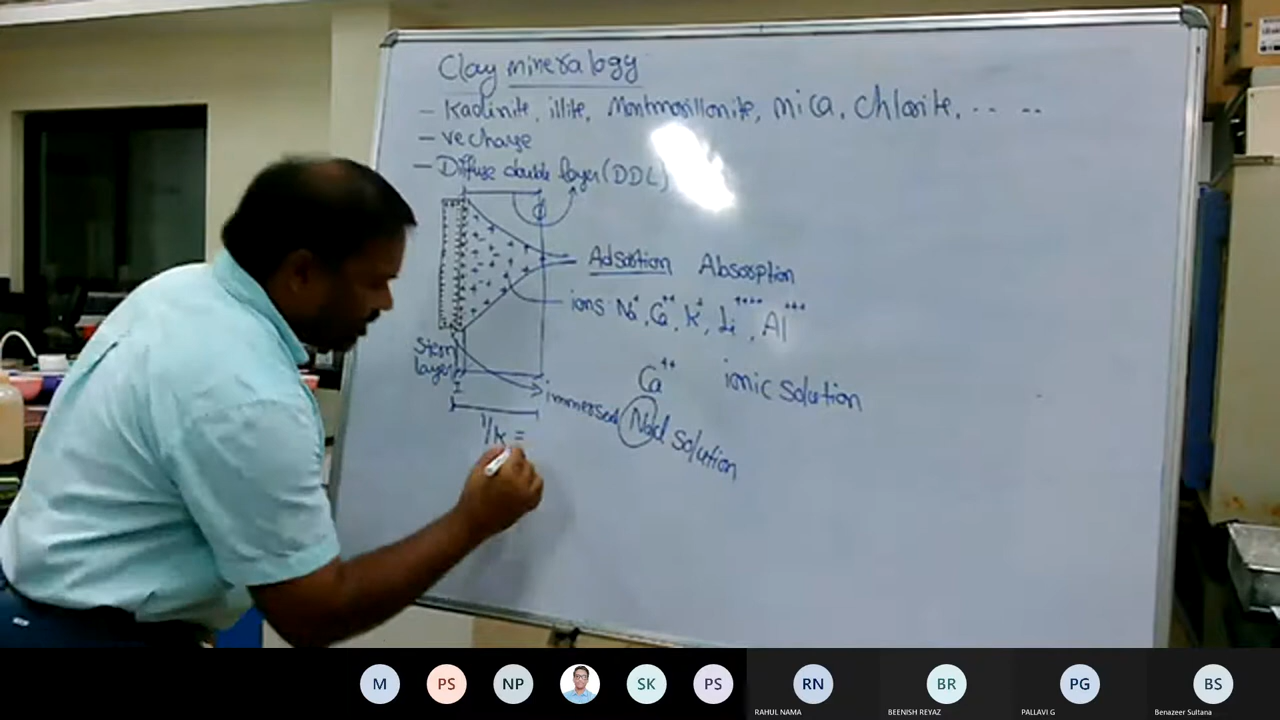 Clay mineralogy
- Kaolinite, illite, Montmorillonite, mica, Chlorite, .. ..
- ve charge
- Diffuse double layer (DDL)
ϕ
Adsortion Absorption
ions Na+, Ca++, K+, Li++++, Al+++
Stern
layer
Ca++ ionic solution
immersed Nacl solution
1/k =
M PS NP SK PS RN BR PG BS
RAHUL NAMA BEENISH REYAZ PALLAVI G Benazeer Sultana